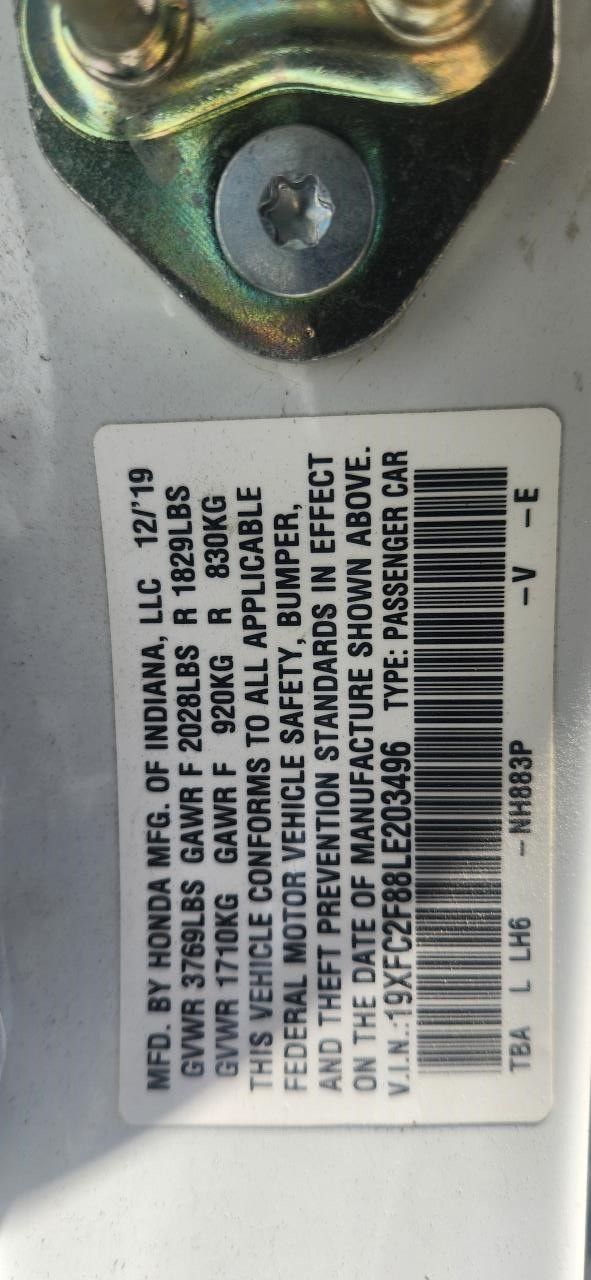 MFD. BY HONDA MFG. OF INDIANA, LLC 12/'19
GVWR 3769LBS GAWR F 2028LBS R 1829LBS
GVWR 1710KG GAWR F 920KG R 830KG
THIS VEHICLE CONFORMS TO ALL APPLICABLE
FEDERAL MOTOR VEHICLE SAFETY, BUMPER,
AND THEFT PREVENTION STANDARDS IN EFFECT
ON THE DATE OF MANUFACTURE SHOWN ABOVE.
V.I.N.:19XFC2F88LE203496 TYPE: PASSENGER CAR
TBA L LH6 -NH883P -V -E